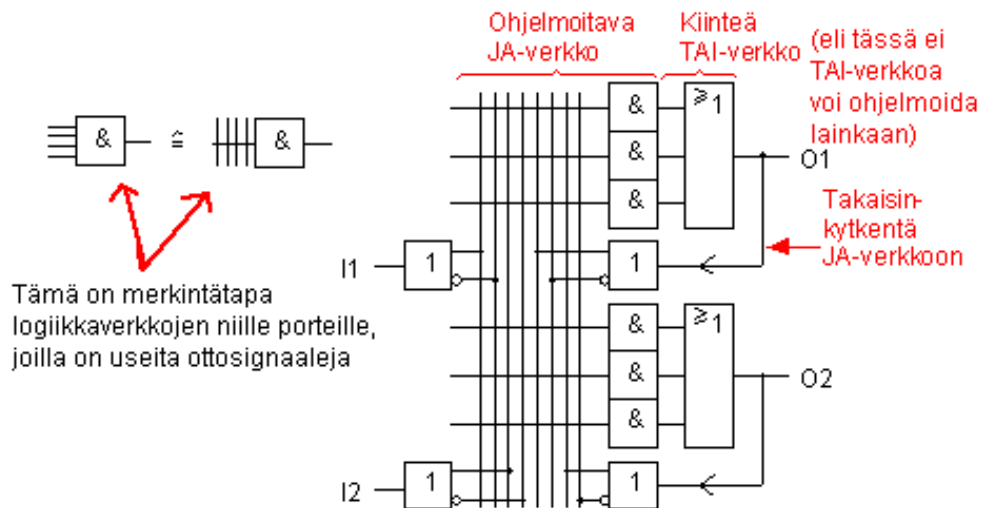 Ohjelmoitava
JA-verkko
Kiinteä
TAI-verkko
(eli tässä ei
TAI-verkkoa
voi ohjelmoida
lainkaan)
& ≙ &
&
&
&
≥1
O1
Takaisin-
kytkentä
JA-verkkoon
I1
1
1
Tämä on merkintätapa
logiikkaverkkojen niille porteille,
joilla on useita ottosignaaleja
&
&
&
≥1
O2
I2
1
1